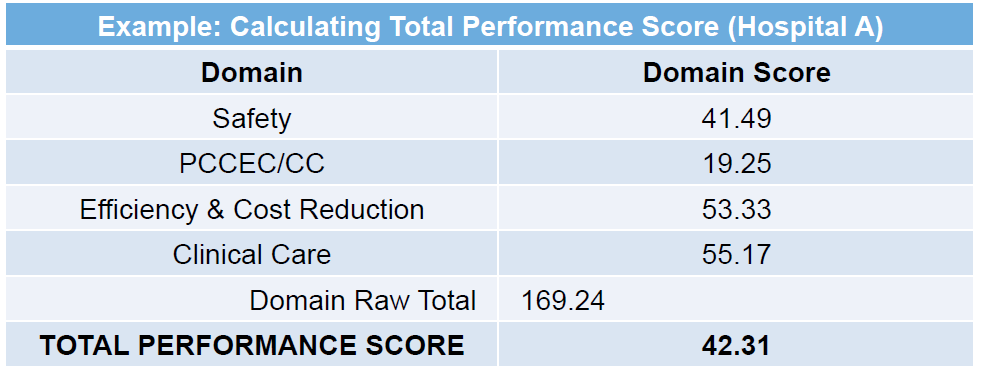 Example: Calculating Total Performance Score (Hospital A)
Domain Domain Score
Safety 41.49
PCCEC/CC 19.25
Efficiency & Cost Reduction 53.33
Clinical Care 55.17
Domain Raw Total 169.24
TOTAL PERFORMANCE SCORE 42.31